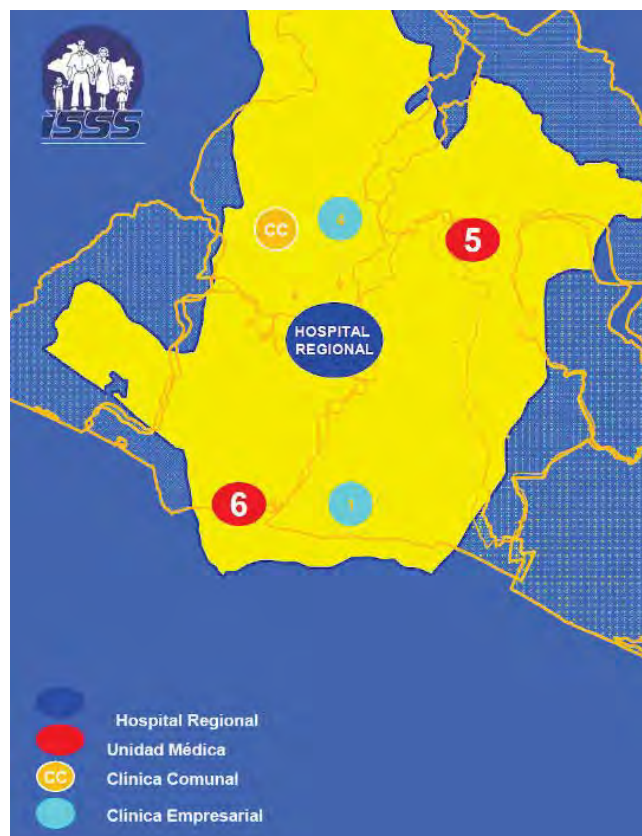 iSSS
CC
5
HOSPITAL
REGIONAL
6
Hospital Regional
Unidad Médica
CC
Clínica Comunal
Clínica Empresarial